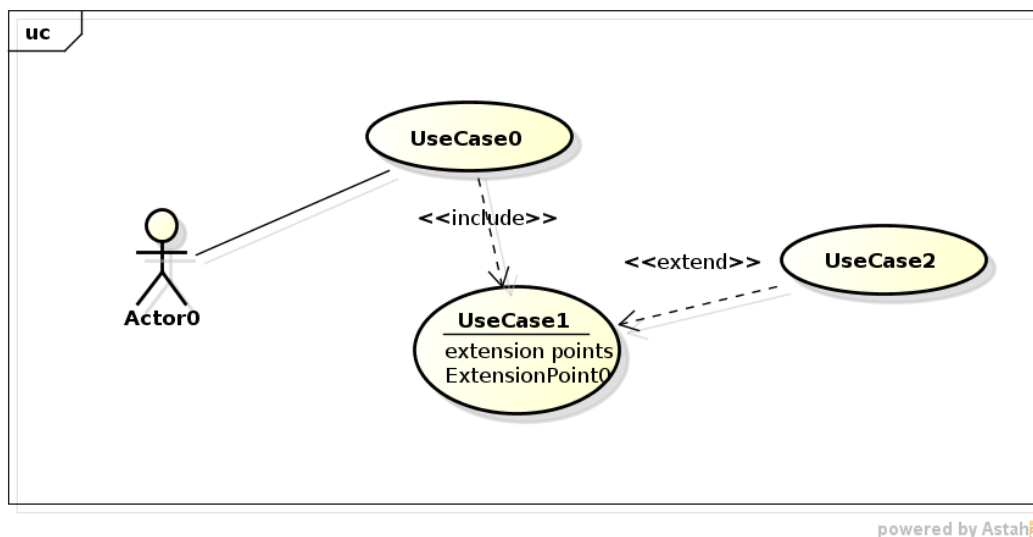 uc
UseCase0
<<include>>
<<extend>>
UseCase2
Actor0
UseCase1
extension points
ExtensionPoint0
powered by Astah